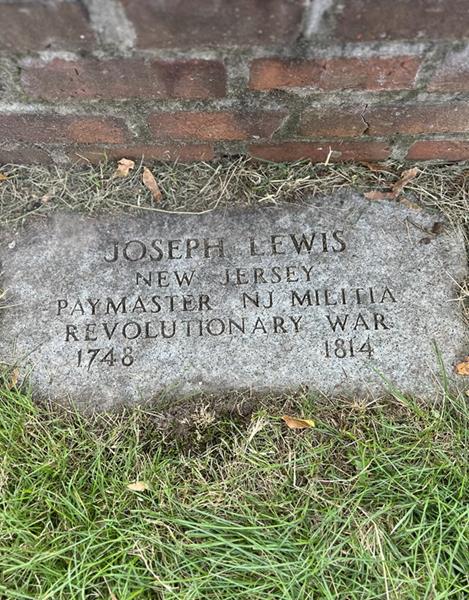 JOSEPH LEWIS
NEW JERSEY
PAYMASTER NJ MILITIA
REVOLUTIONARY WAR
1748 1814